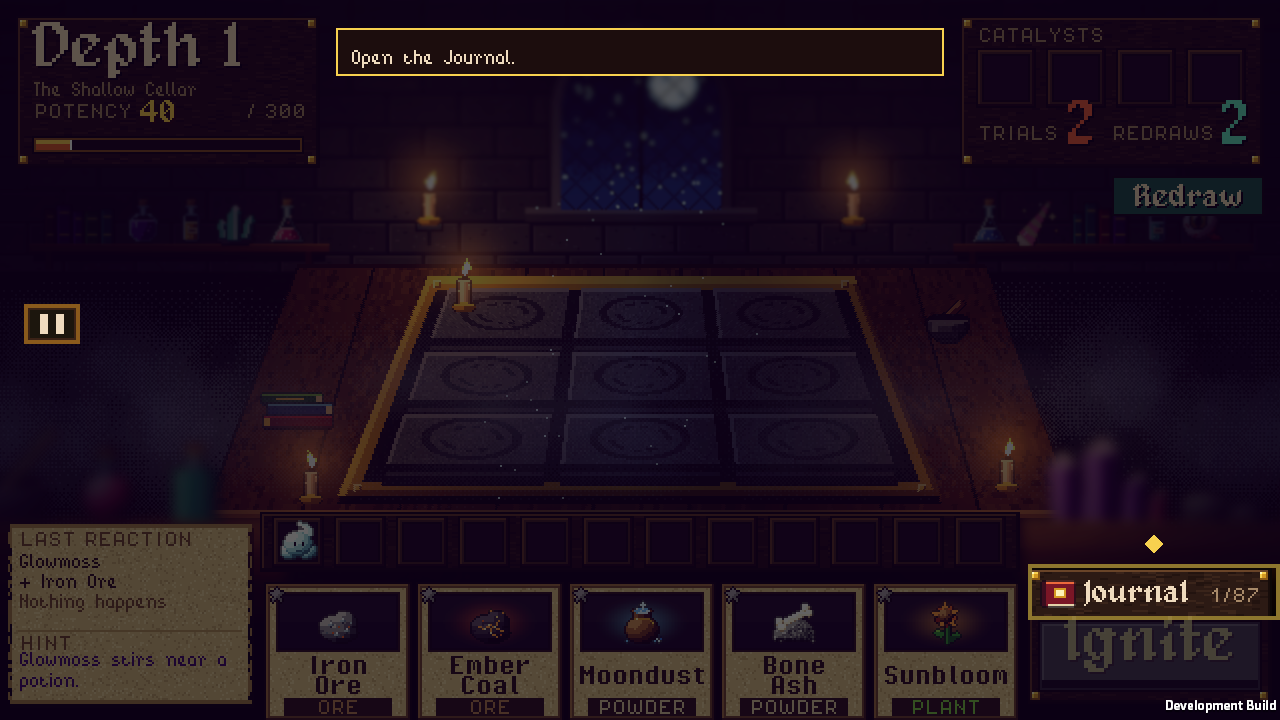 Depth 1
The Shallow Cellar
POTENCY 40 / 300
Open the Journal.
CATALYSTS
TRIALS 2 REDRAWS 2
Redraw
LAST REACTION
Glowmoss
+ Iron Ore
Nothing happens
HINT
Glowmoss stirs near a
potion.
Iron
Ore
ORE
Ember
Coal
ORE
Moondust
POWDER
Bone
Ash
POWDER
Sunbloom
PLANT
Journal 1/87
Ignite
Development Build